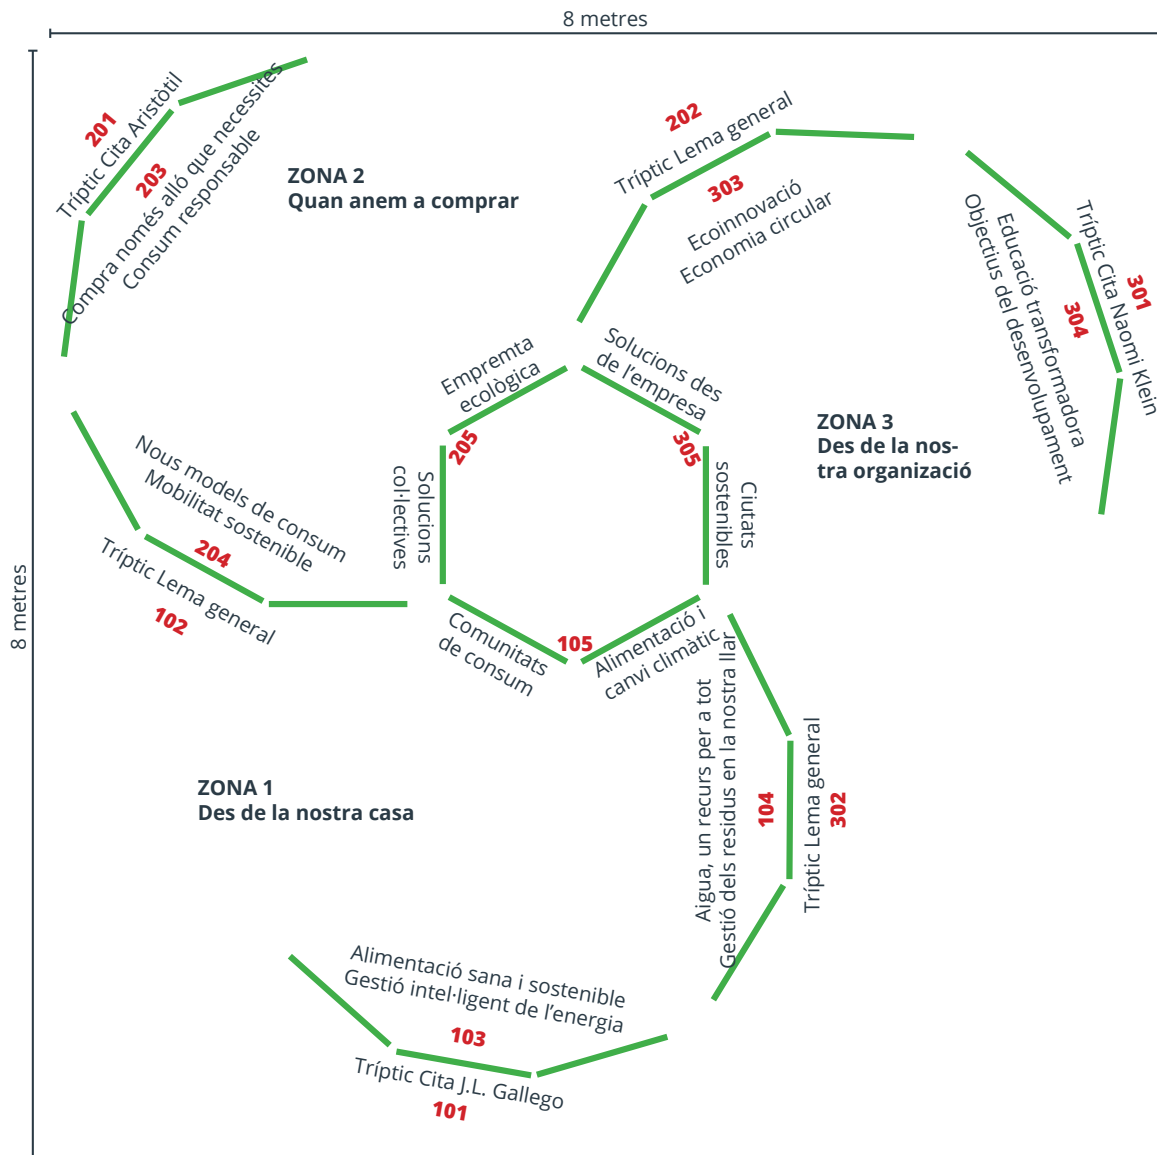 8 metres
8 metres
201
Tríptic Cita Aristòtil
203
Compra només alló que necessites
Consum responsable
ZONA 2
Quan anem a comprar
202
Tríptic Lema general
303
Ecoinnovació
Economia circular
301
Tríptic Cita Naomi Klein
304
Educació transformadora
Objectius del desenvolupament
ZONA 3
Des de la nos-
tra organizació
Empremta
ecològica
205
Solucions des
de l’empresa
305
Solucions
col·lectives
Ciutats
sostenibles
Nous models de consum
Mobilitat sostenible
204
Tríptic Lema general
102
Comunitats
de consum
105
Alimentació i
canvi climàtic
Aigua, un recurs per a tot
Gestió dels residus en la nostra llar
104
Tríptic Lema general
302
ZONA 1
Des de la nostra casa
Alimentació sana i sostenible
Gestió intel·ligent de l’energia
103
Tríptic Cita J.L. Gallego
101